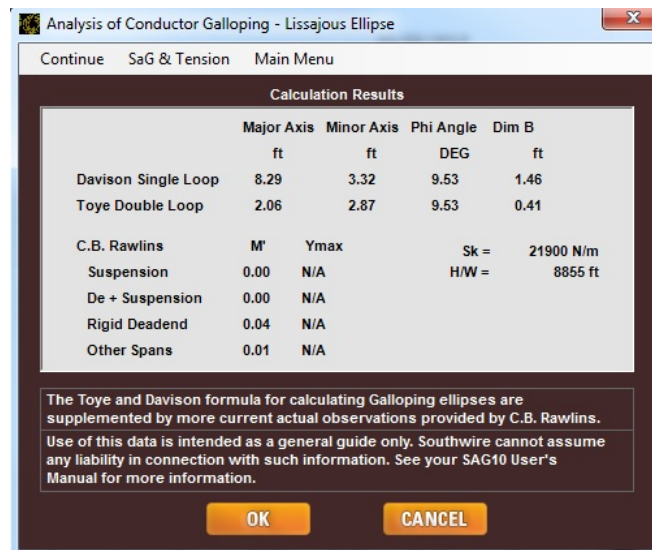 Analysis of Conductor Galloping - Lissajous Ellipse
X
Continue SaG & Tension Main Menu
Calculation Results
Major Axis Minor Axis Phi Angle Dim B
ft ft DEG ft
Davison Single Loop 8.29 3.32 9.53 1.46
Toye Double Loop 2.06 2.87 9.53 0.41
C.B. Rawlins M' Ymax Sk = 21900 N/m
Suspension 0.00 N/A H/W = 8855 ft
De + Suspension 0.00 N/A
Rigid Deadend 0.04 N/A
Other Spans 0.01 N/A
The Toye and Davison formula for calculating Galloping ellipses are
supplemented by more current actual observations provided by C.B. Rawlins.
Use of this data is intended as a general guide only. Southwire cannot assume
any liability in connection with such information. See your SAG10 User's
Manual for more information.
OK CANCEL